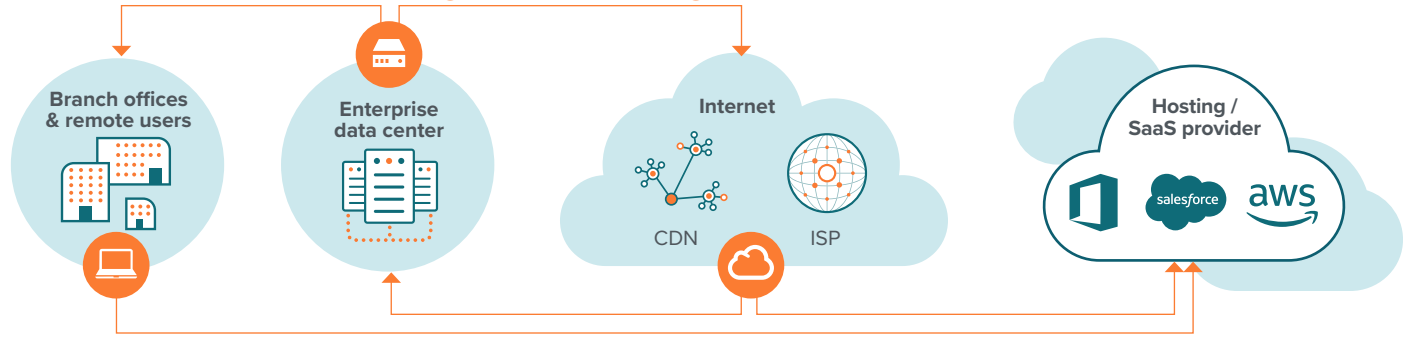 Branch offices
& remote users
Enterprise
data center
Internet
CDN
ISP
Hosting /
SaaS provider
salesforce
aws